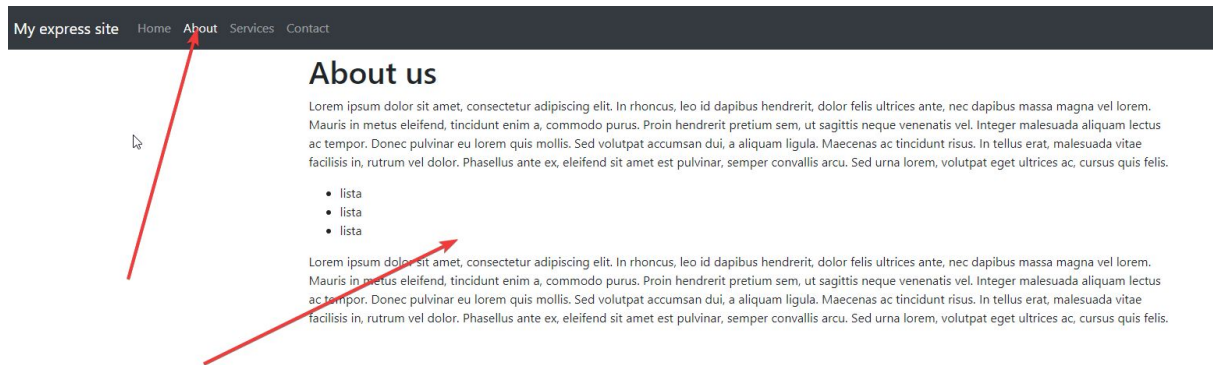 My express site Home About Services Contact
About us
Lorem ipsum dolor sit amet, consectetur adipiscing elit. In rhoncus, leo id dapibus hendrerit, dolor felis ultrices ante, nec dapibus massa magna vel lorem.
Mauris in metus eleifend, tincidunt enim a, commodo purus. Proin hendrerit pretium sem, ut sagittis neque venenatis vel. Integer malesuada aliquam lectus
ac tempor. Donec pulvinar eu lorem quis mollis. Sed volutpat accumsan dui, a aliquam ligula. Maecenas ac tincidunt risus. In tellus erat, malesuada vitae
facilisis in, rutrum vel dolor. Phasellus ante ex, eleifend sit amet est pulvinar, semper convallis arcu. Sed urna lorem, volutpat eget ultrices ac, cursus quis felis.
• lista
• lista
• lista
Lorem ipsum dolor sit amet, consectetur adipiscing elit. In rhoncus, leo id dapibus hendrerit, dolor felis ultrices ante, nec dapibus massa magna vel lorem.
Mauris in metus eleifend, tincidunt enim a, commodo purus. Proin hendrerit pretium sem, ut sagittis neque venenatis vel. Integer malesuada aliquam lectus
ac tempor. Donec pulvinar eu lorem quis mollis. Sed volutpat accumsan dui, a aliquam ligula. Maecenas ac tincidunt risus. In tellus erat, malesuada vitae
facilisis in, rutrum vel dolor. Phasellus ante ex, eleifend sit amet est pulvinar, semper convallis arcu. Sed urna lorem, volutpat eget ultrices ac, cursus quis felis.